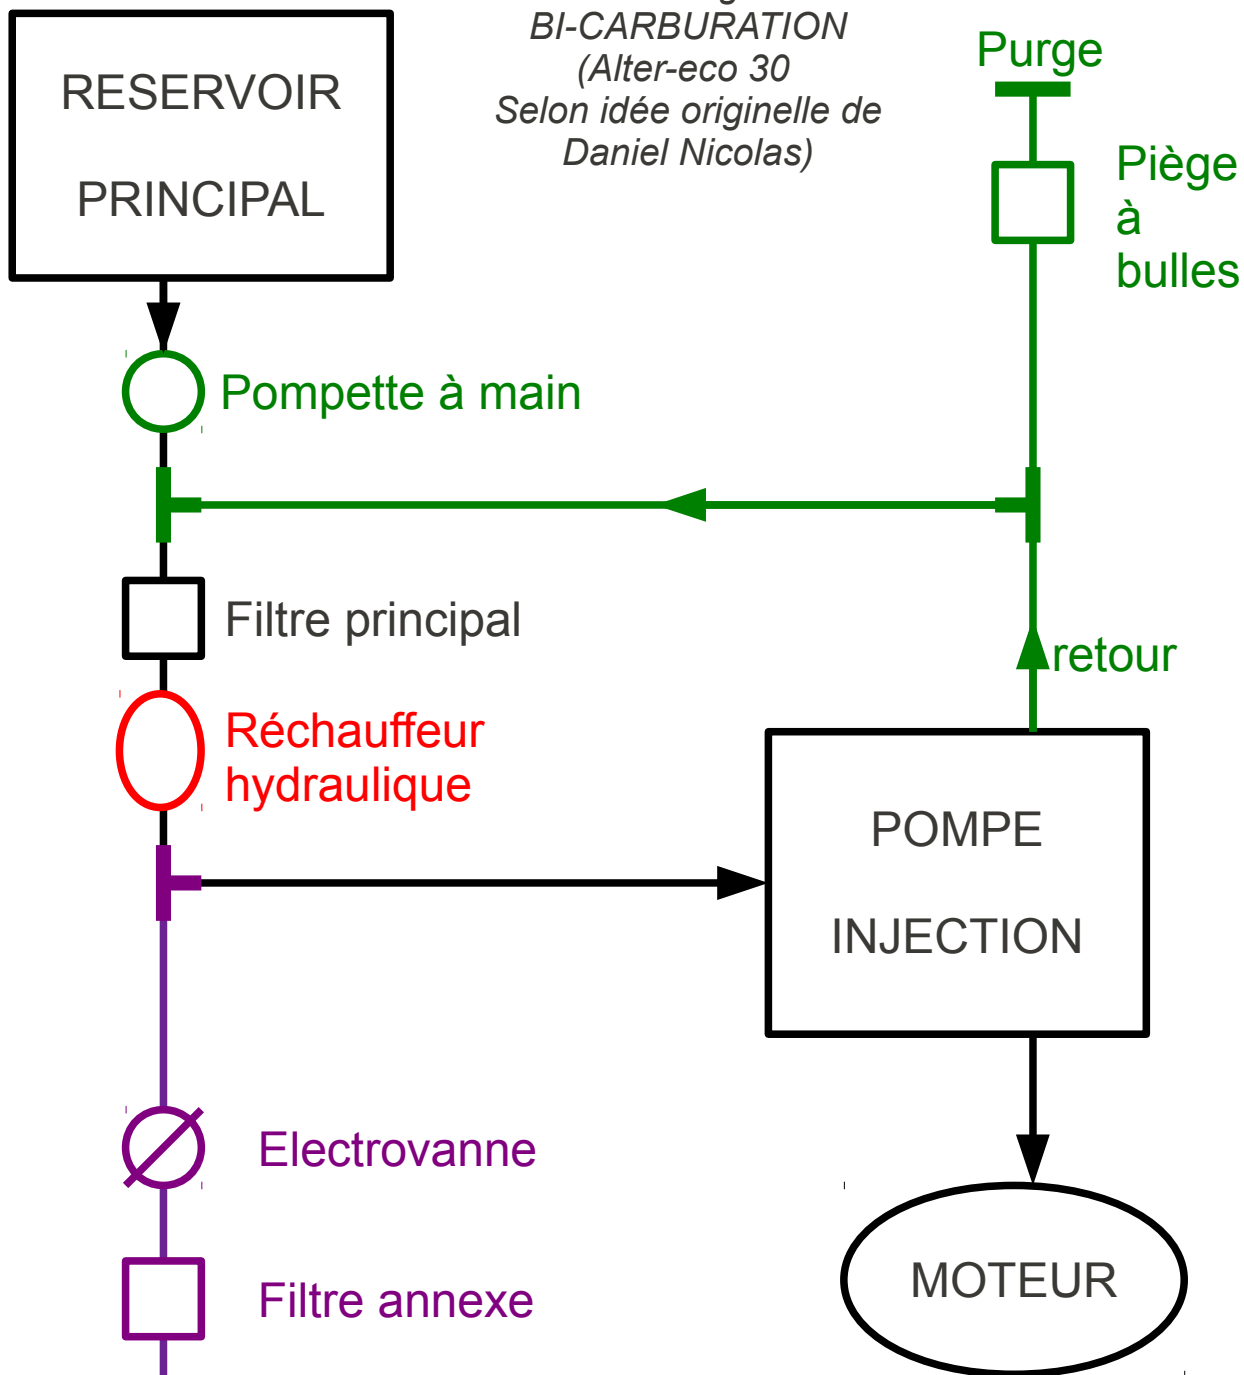 BI-CARBURATION
(Alter-eco 30
Selon idée originelle de
Daniel Nicolas)
RESERVOIR
PRINCIPAL
Purge
Piège
à
bulles
Pompette à main
Filtre principal
retour
Réchauffeur
hydraulique
POMPE
INJECTION
Electrovanne
Filtre annexe
MOTEUR